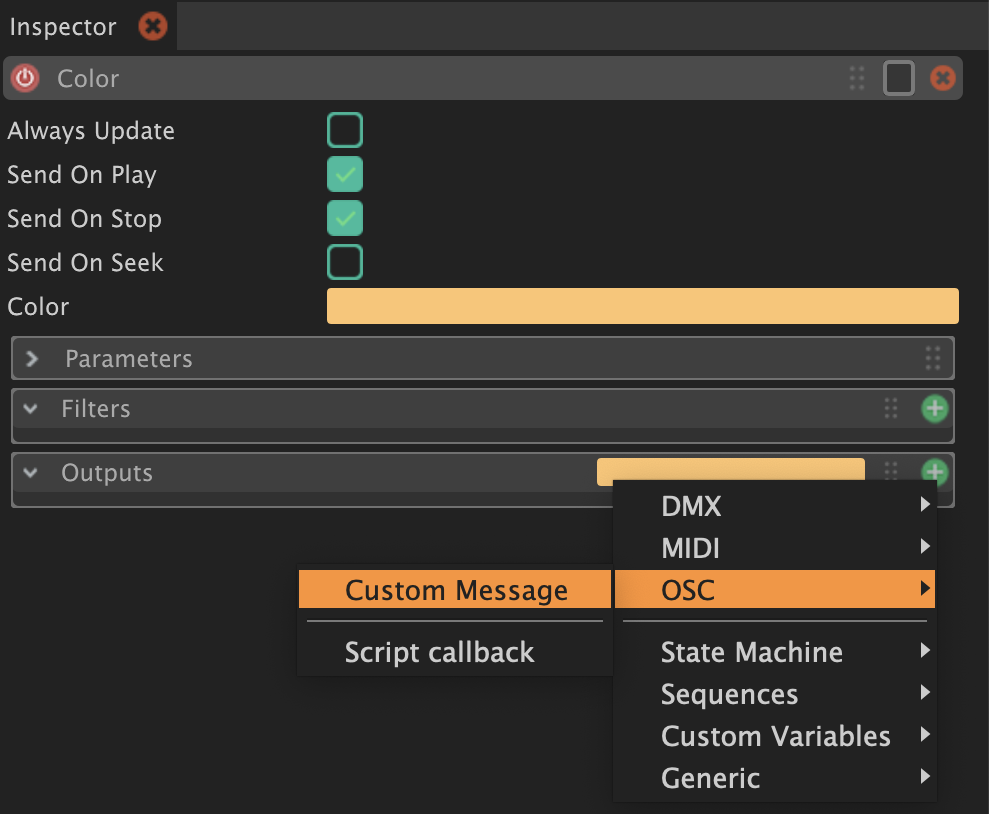 Inspector
Color
Always Update
Send On Play
Send On Stop
Send On Seek
Color
Parameters
Filters
Outputs
DMX
MIDI
Custom Message
OSC
Script callback
State Machine
Sequences
Custom Variables
Generic